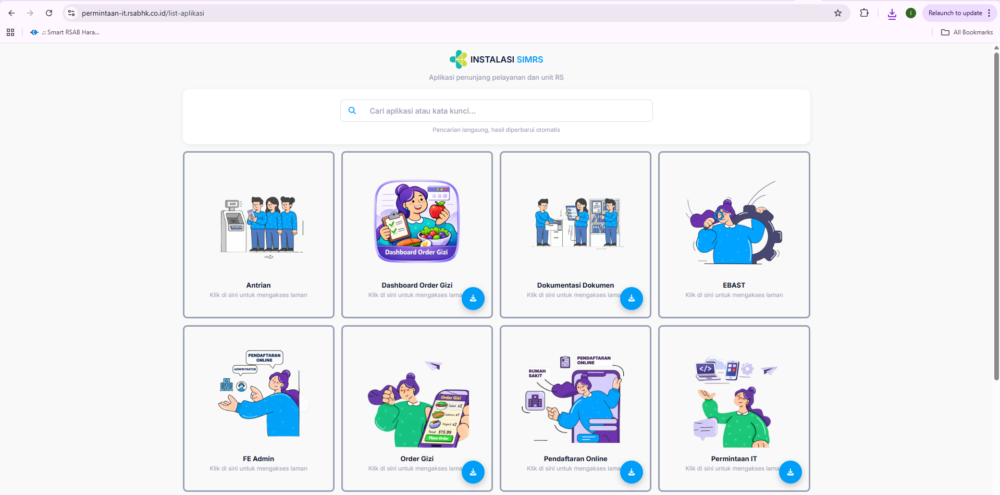 permintaan-it.rsabhk.co.id/list-aplikasi
I
Relaunch to update
.:: Smart RSAB Hara...
All Bookmarks
INSTALASI SIMRS
Aplikasi penunjang pelayanan dan unit RS
Cari aplikasi atau kata kunci...
Pencarian langsung, hasil diperbarui otomatis
Dashboard Order Gizi
Antrian
Klik di sini untuk mengakses laman
Dashboard Order Gizi
Klik di sini untuk mengakses lama
Dokumentasi Dokumen
Klik di sini untuk mengakses lama
EBAST
Klik di sini untuk mengakses laman
PENDAFTARAN
ONLINE
ADMINITRATOR
FE Admin
Klik di sini untuk mengakses laman
Order Gizi
Salad x2
Salmon x1
Yogurt x2
Total: $15.99
Place Order
Order Gizi
Klik di sini untuk mengakses lama
PENDAFTARAN
ONLINE
RUMAH
SAKIT
Pendaftaran Online
Klik di sini untuk mengakses lama
</>
Permintaan IT
Klik di sini untuk mengakses lama